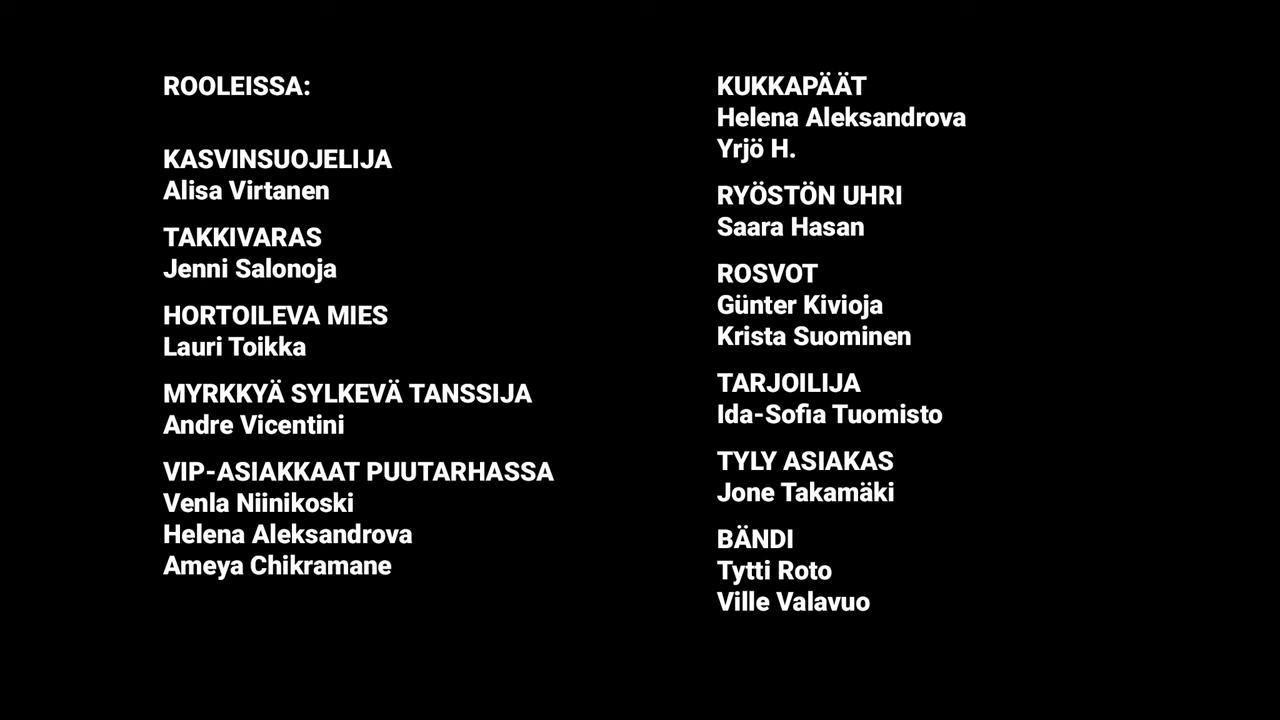 ROOLEISSA:
KASVINSUOJELIJA
Alisa Virtanen
TAKKIVARAS
Jenni Salonoja
HORTOILEVA MIES
Lauri Toikka
MYRKKYÄ SYLKEVÄ TANSSIJA
Andre Vicentini
VIP-ASIAKKAAT PUUTARHASSA
Venla Niinikoski
Helena Aleksandrova
Ameya Chikramane
KUKKAPÄÄT
Helena Aleksandrova
Yrjö H.
RYÖSTÖN UHRI
Saara Hasan
ROSVOT
Günter Kivioja
Krista Suominen
TARJOILIJA
Ida-Sofia Tuomisto
TYLY ASIAKAS
Jone Takamäki
BÄNDI
Tytti Roto
Ville Valavuo